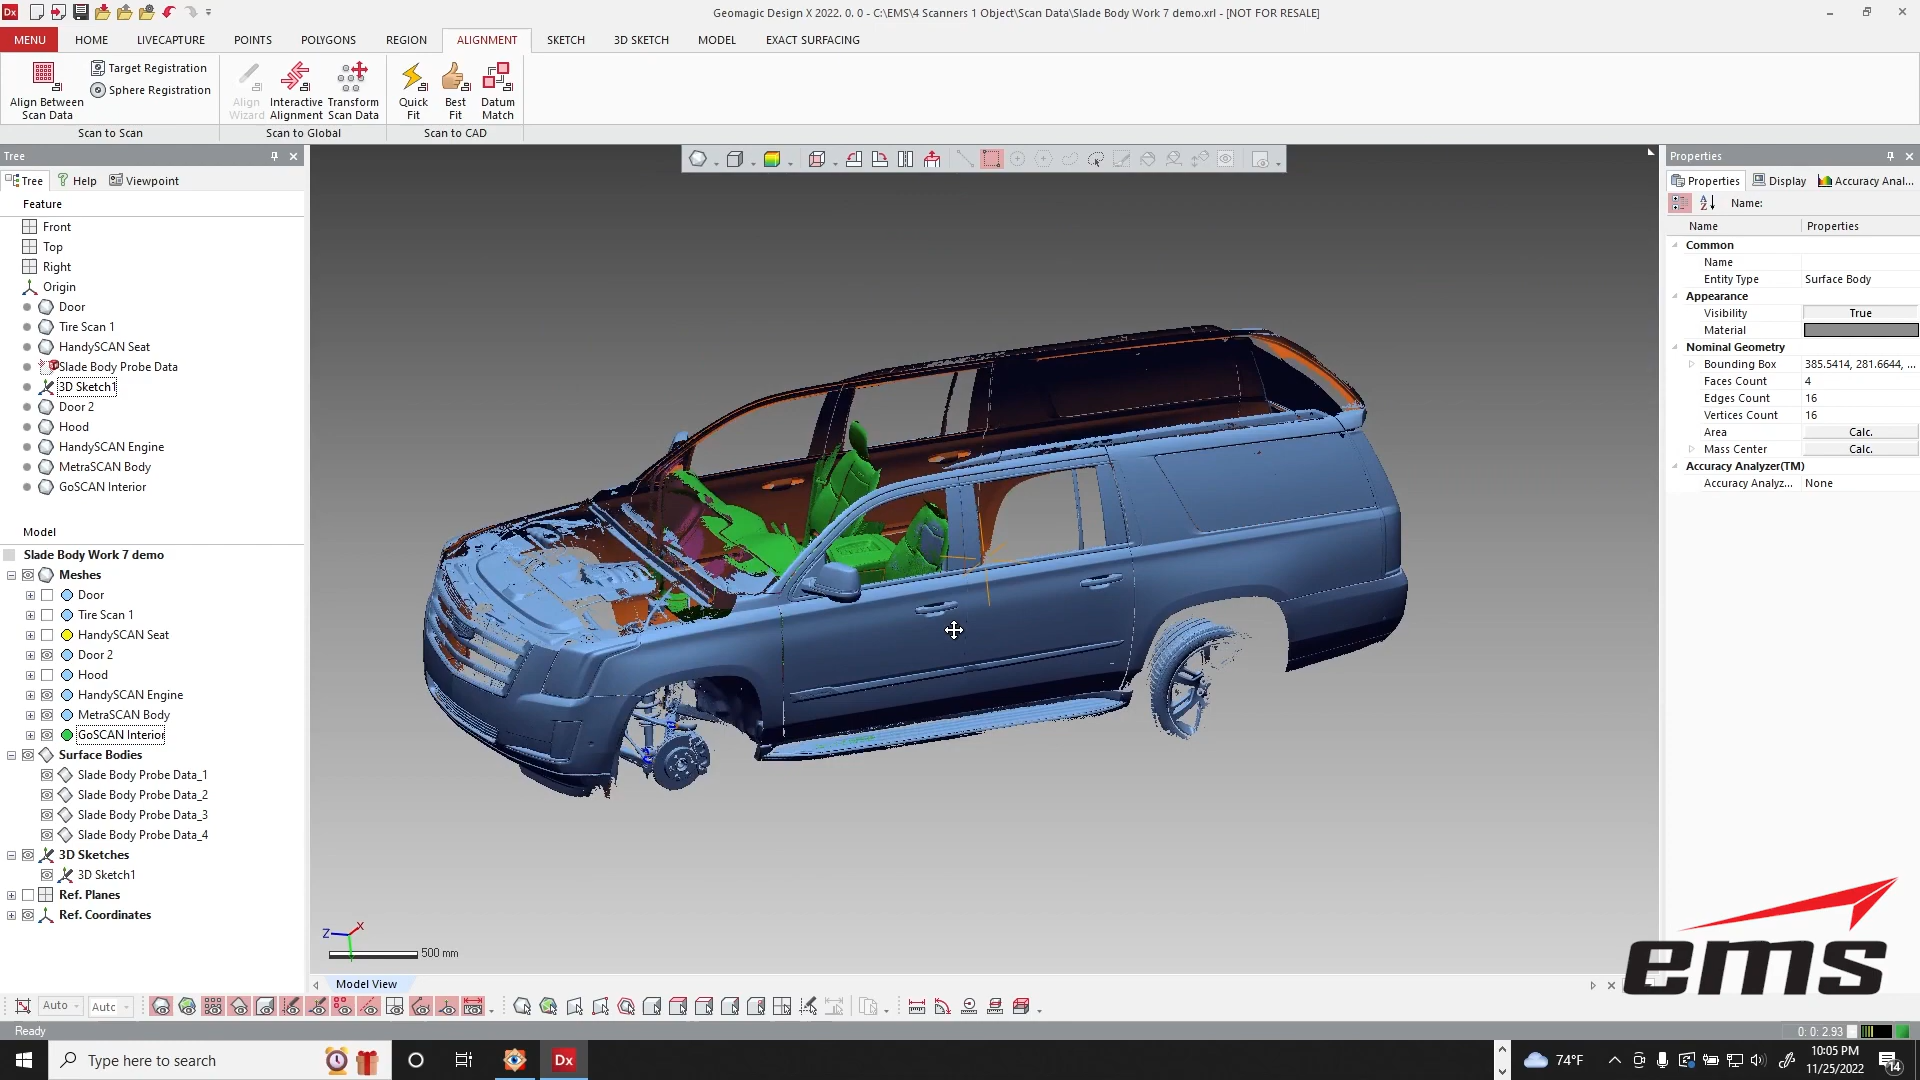 Dx
Geomagic Design X 2022. 0. 0 - C:\EMS\4 Scanners 1 Object\Scan Data\Slade Body Work 7 demo.xrl - [NOT FOR RESALE]
MENU HOME LIVECAPTURE POINTS POLYGONS REGION ALIGNMENT SKETCH 3D SKETCH MODEL EXACT SURFACING
Align Between Scan Data
Target Registration
Sphere Registration
Align Wizard
Interactive Alignment
Transform Scan Data
Quick Fit
Best Fit
Datum Match
Scan to Scan
Scan to Global
Scan to CAD
Tree
Tree Help Viewpoint
Feature
Front
Top
Right
Origin
Door
Tire Scan 1
HandySCAN Seat
Slade Body Probe Data
3D Sketch1
Door 2
Hood
HandySCAN Engine
MetraSCAN Body
GoSCAN Interior
Model
Slade Body Work 7 demo
Meshes
Door
Tire Scan 1
HandySCAN Seat
Door 2
Hood
HandySCAN Engine
MetraSCAN Body
GoSCAN Interior
Surface Bodies
Slade Body Probe Data_1
Slade Body Probe Data_2
Slade Body Probe Data_3
Slade Body Probe Data_4
3D Sketches
3D Sketch1
Ref. Planes
Ref. Coordinates
Z X
500 mm
Model View
Properties
Properties Display Accuracy Anal...
Name:
Name Properties
Common
Name
Entity Type Surface Body
Appearance
Visibility True
Material
Nominal Geometry
Bounding Box 385.5414, 281.6644, ...
Faces Count 4
Edges Count 16
Vertices Count 16
Area Calc.
Mass Center Calc.
Accuracy Analyzer(TM)
Accuracy Analyz... None
ems
Auto Autc
Ready
0: 0: 2.93
Type here to search
Dx
74°F
10:05 PM
11/25/2022
14